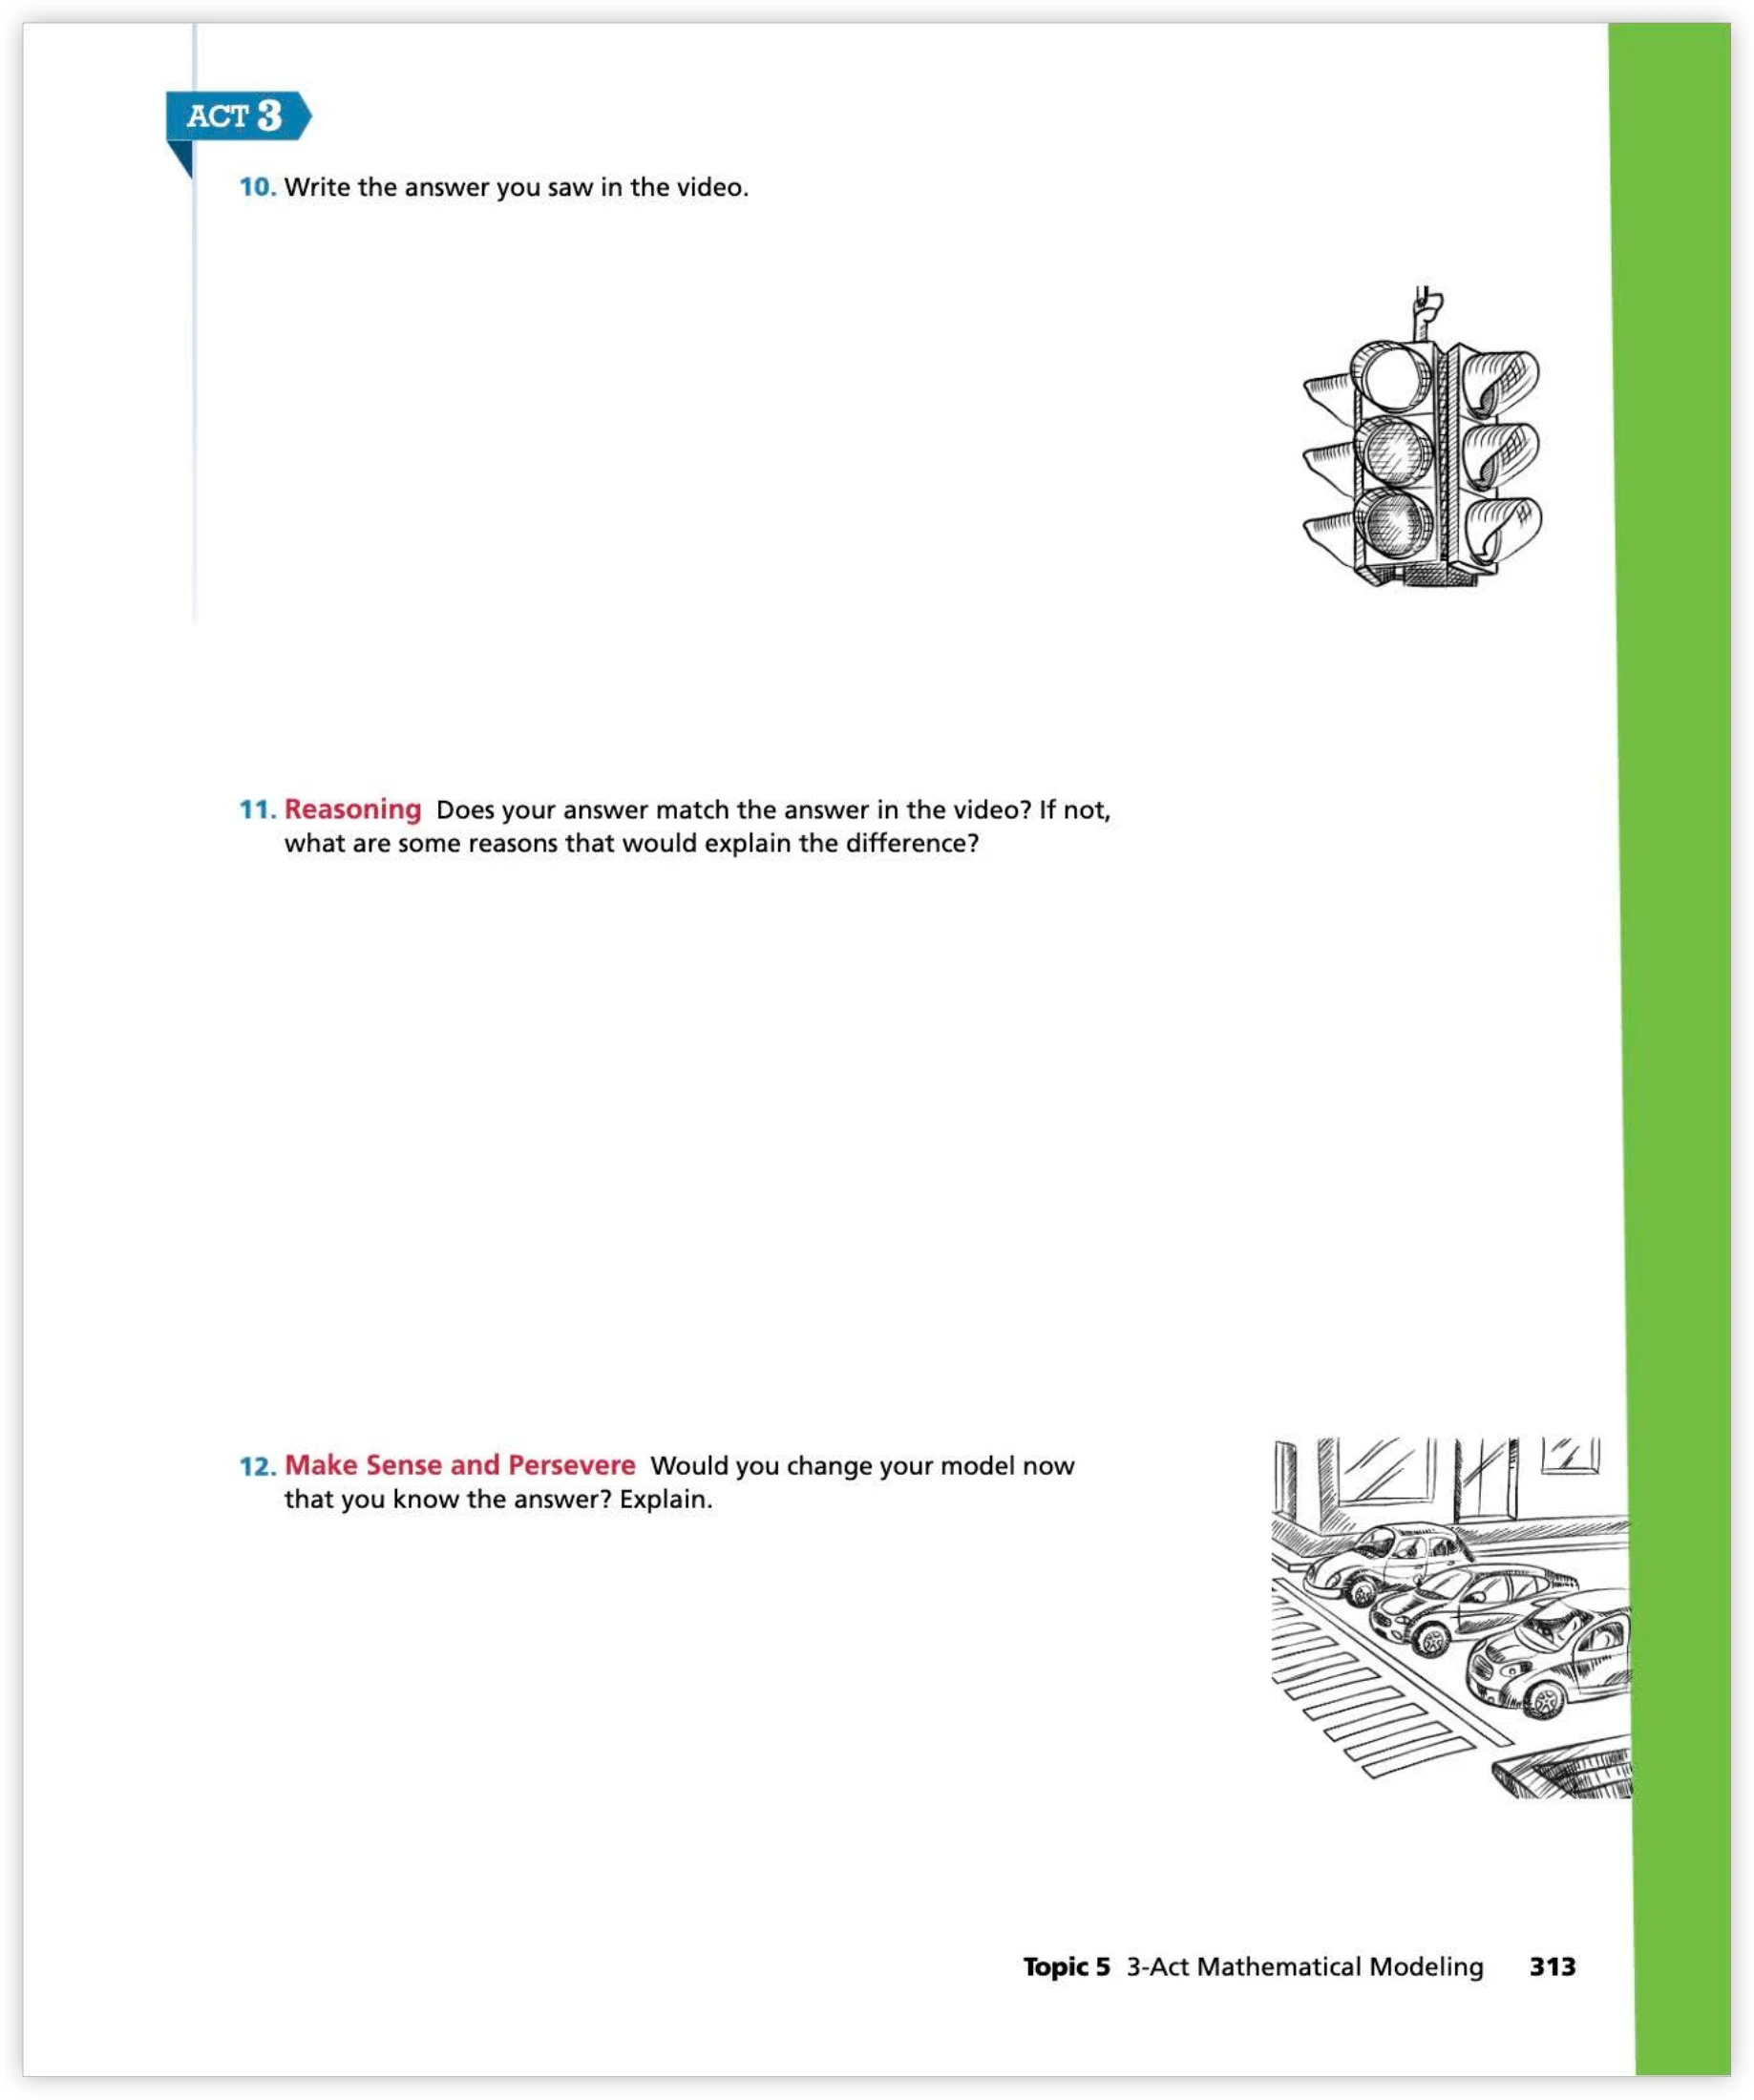 ACT 3
10. Write the answer you saw in the video.
11. Reasoning Does your answer match the answer in the video? If not,
what are some reasons that would explain the difference?
12. Make Sense and Persevere Would you change your model now
that you know the answer? Explain.
Topic 5 3-Act Mathematical Modeling 313